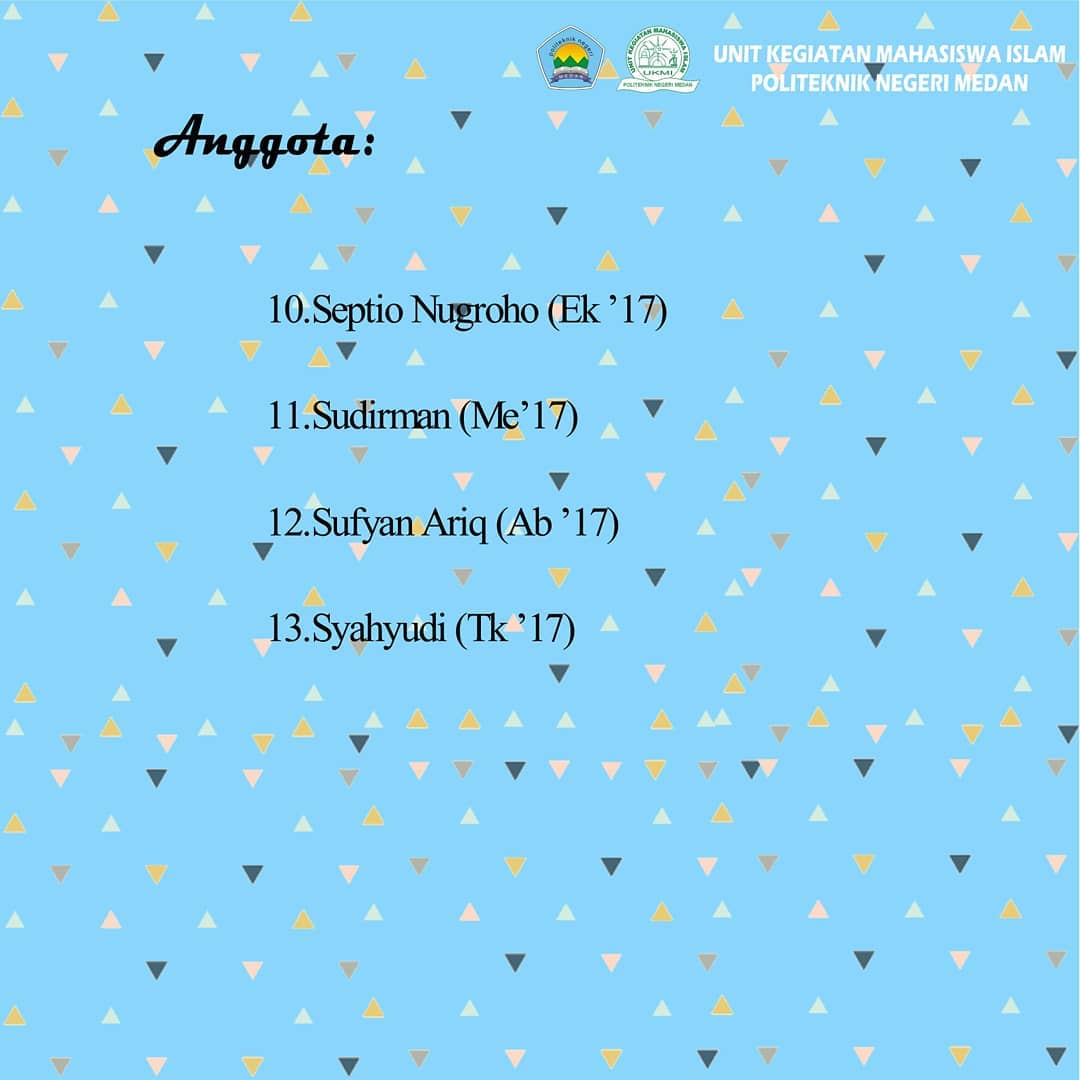 politeknik negeri
MEDAN
UNIT KEGIATAN MAHASISWA ISLAM
UKMI
POLITEKNIK NEGERI MEDAN
UNIT KEGIATAN MAHASISWA ISLAM
POLITEKNIK NEGERI MEDAN
Anggota:
10.Septio Nugroho (Ek ’17)
11.Sudirman (Me’17)
12.Sufyan Ariq (Ab ’17)
13.Syahyudi (Tk ’17)